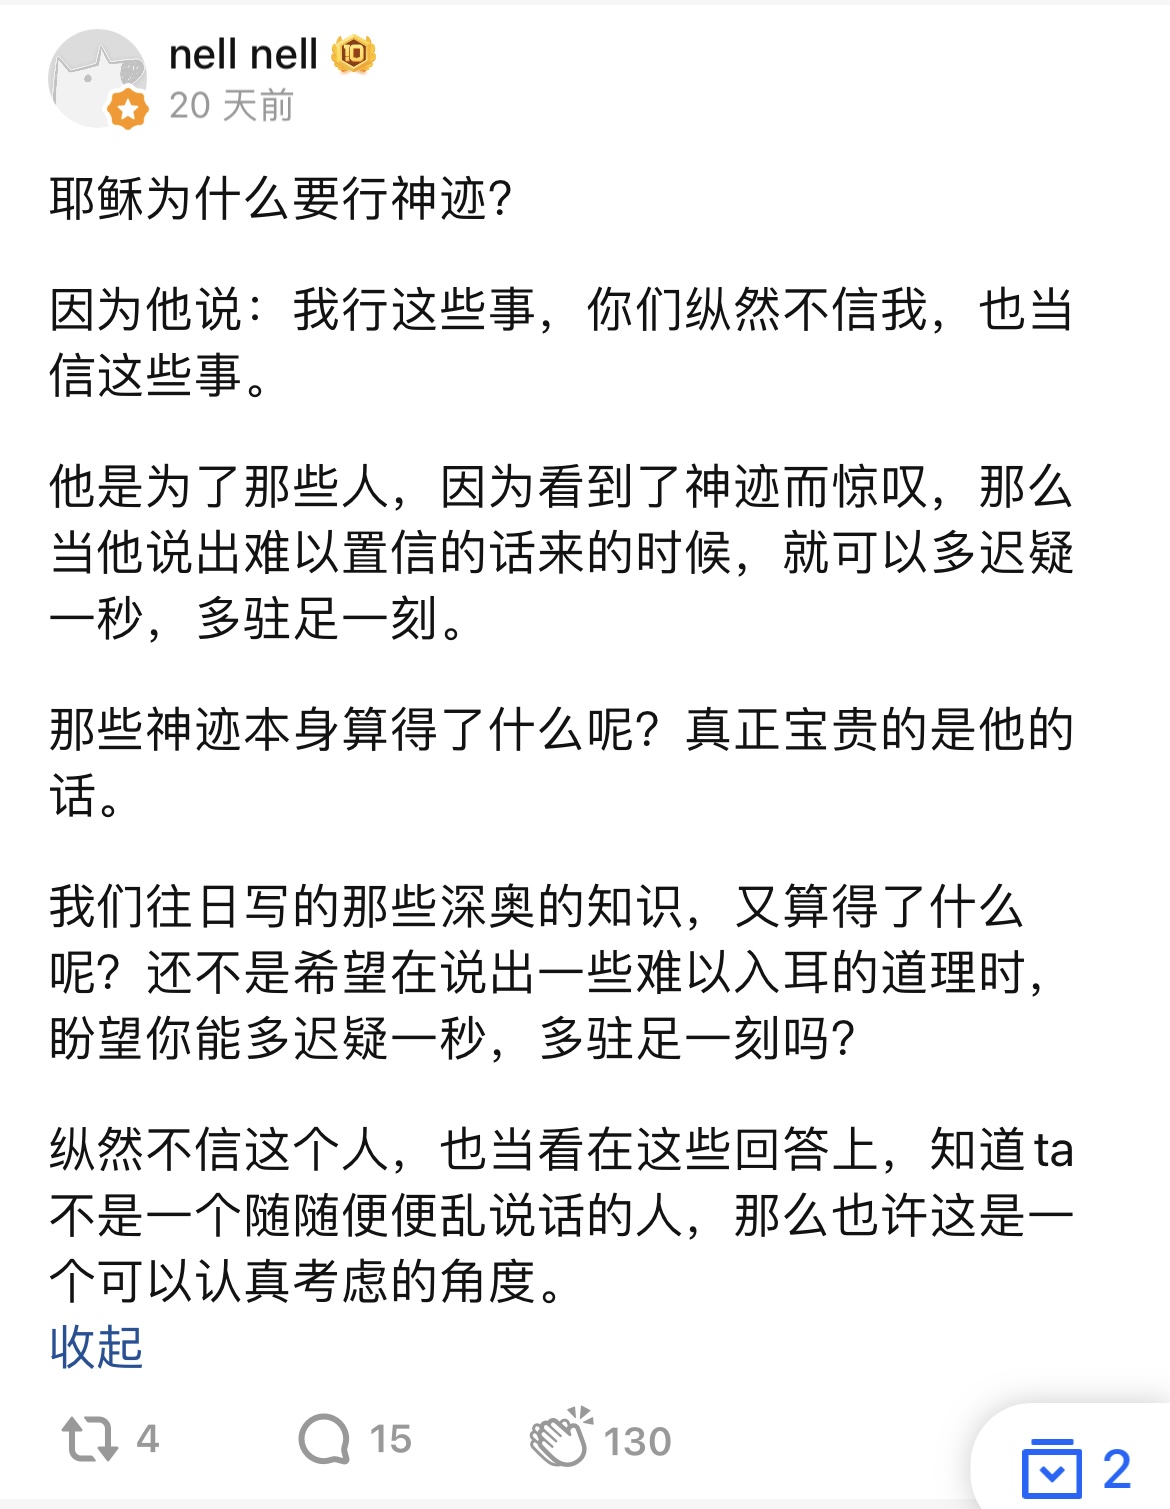 nell nell 10
20 天前
耶稣为什么要行神迹?
因为他说：我行这些事，你们纵然不信我，也当
信这些事。
他是为了那些人，因为看到了神迹而惊叹，那么
当他说出难以置信的话来的时候，就可以多迟疑
一秒，多驻足一刻。
那些神迹本身算得了什么呢？真正宝贵的是他的
话。
我们往日写的那些深奥的知识，又算得了什么
呢？还不是希望在说出一些难以入耳的道理时，
盼望你能多迟疑一秒，多驻足一刻吗?
纵然不信这个人，也当看在这些回答上，知道ta
不是一个随随便便乱说话的人，那么也许这是一
个可以认真考虑的角度。
收起
4 15 130
2